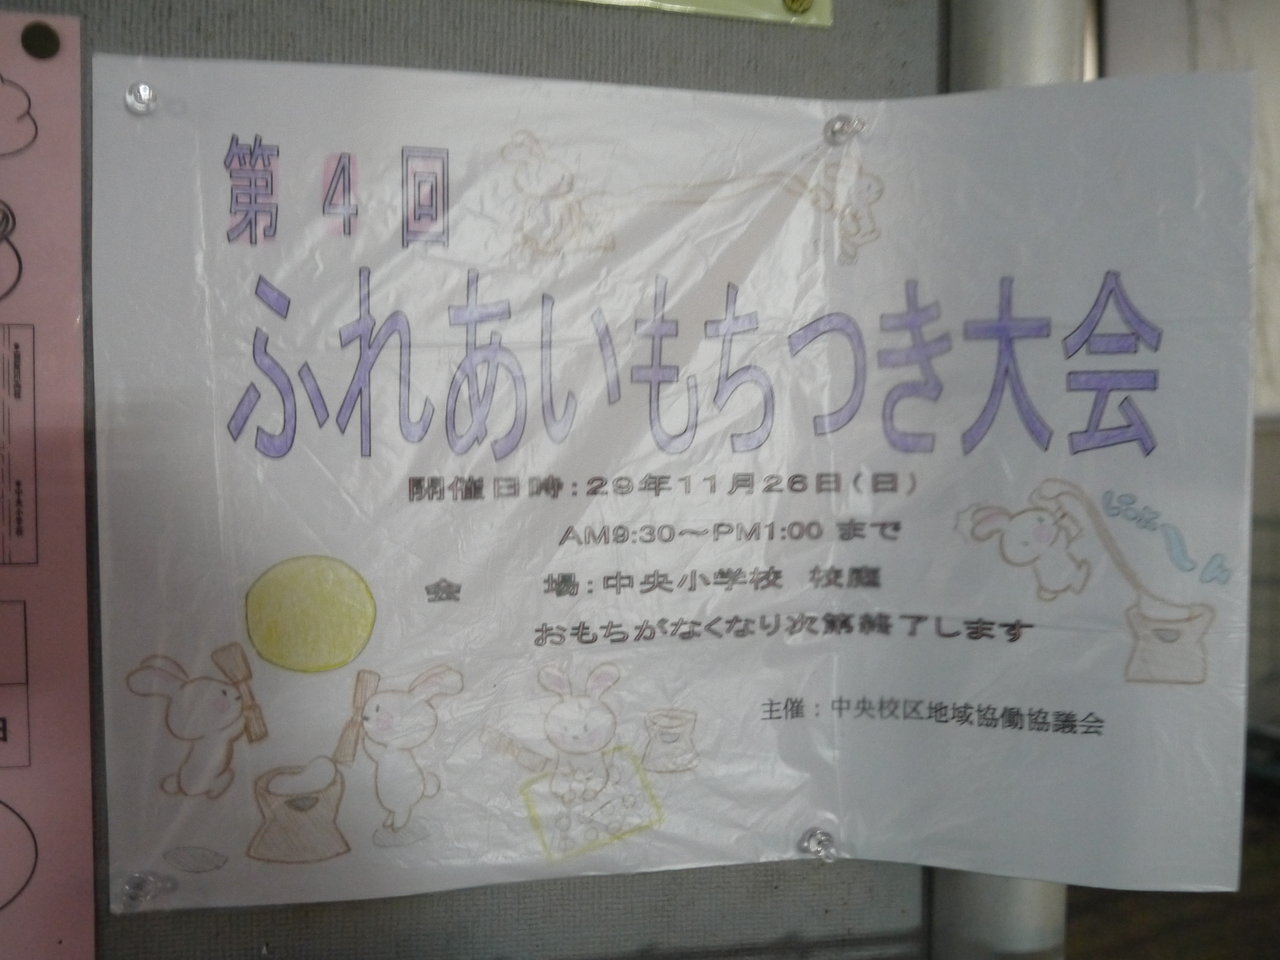 第4回
ふれあいもちつき大会
開催日時：29年11月26日（日）
AM9:30～PM1:00 まで
会　　場：中央小学校　校庭
おもちがなくなり次第終了します
主催：中央校区地域協働協議会